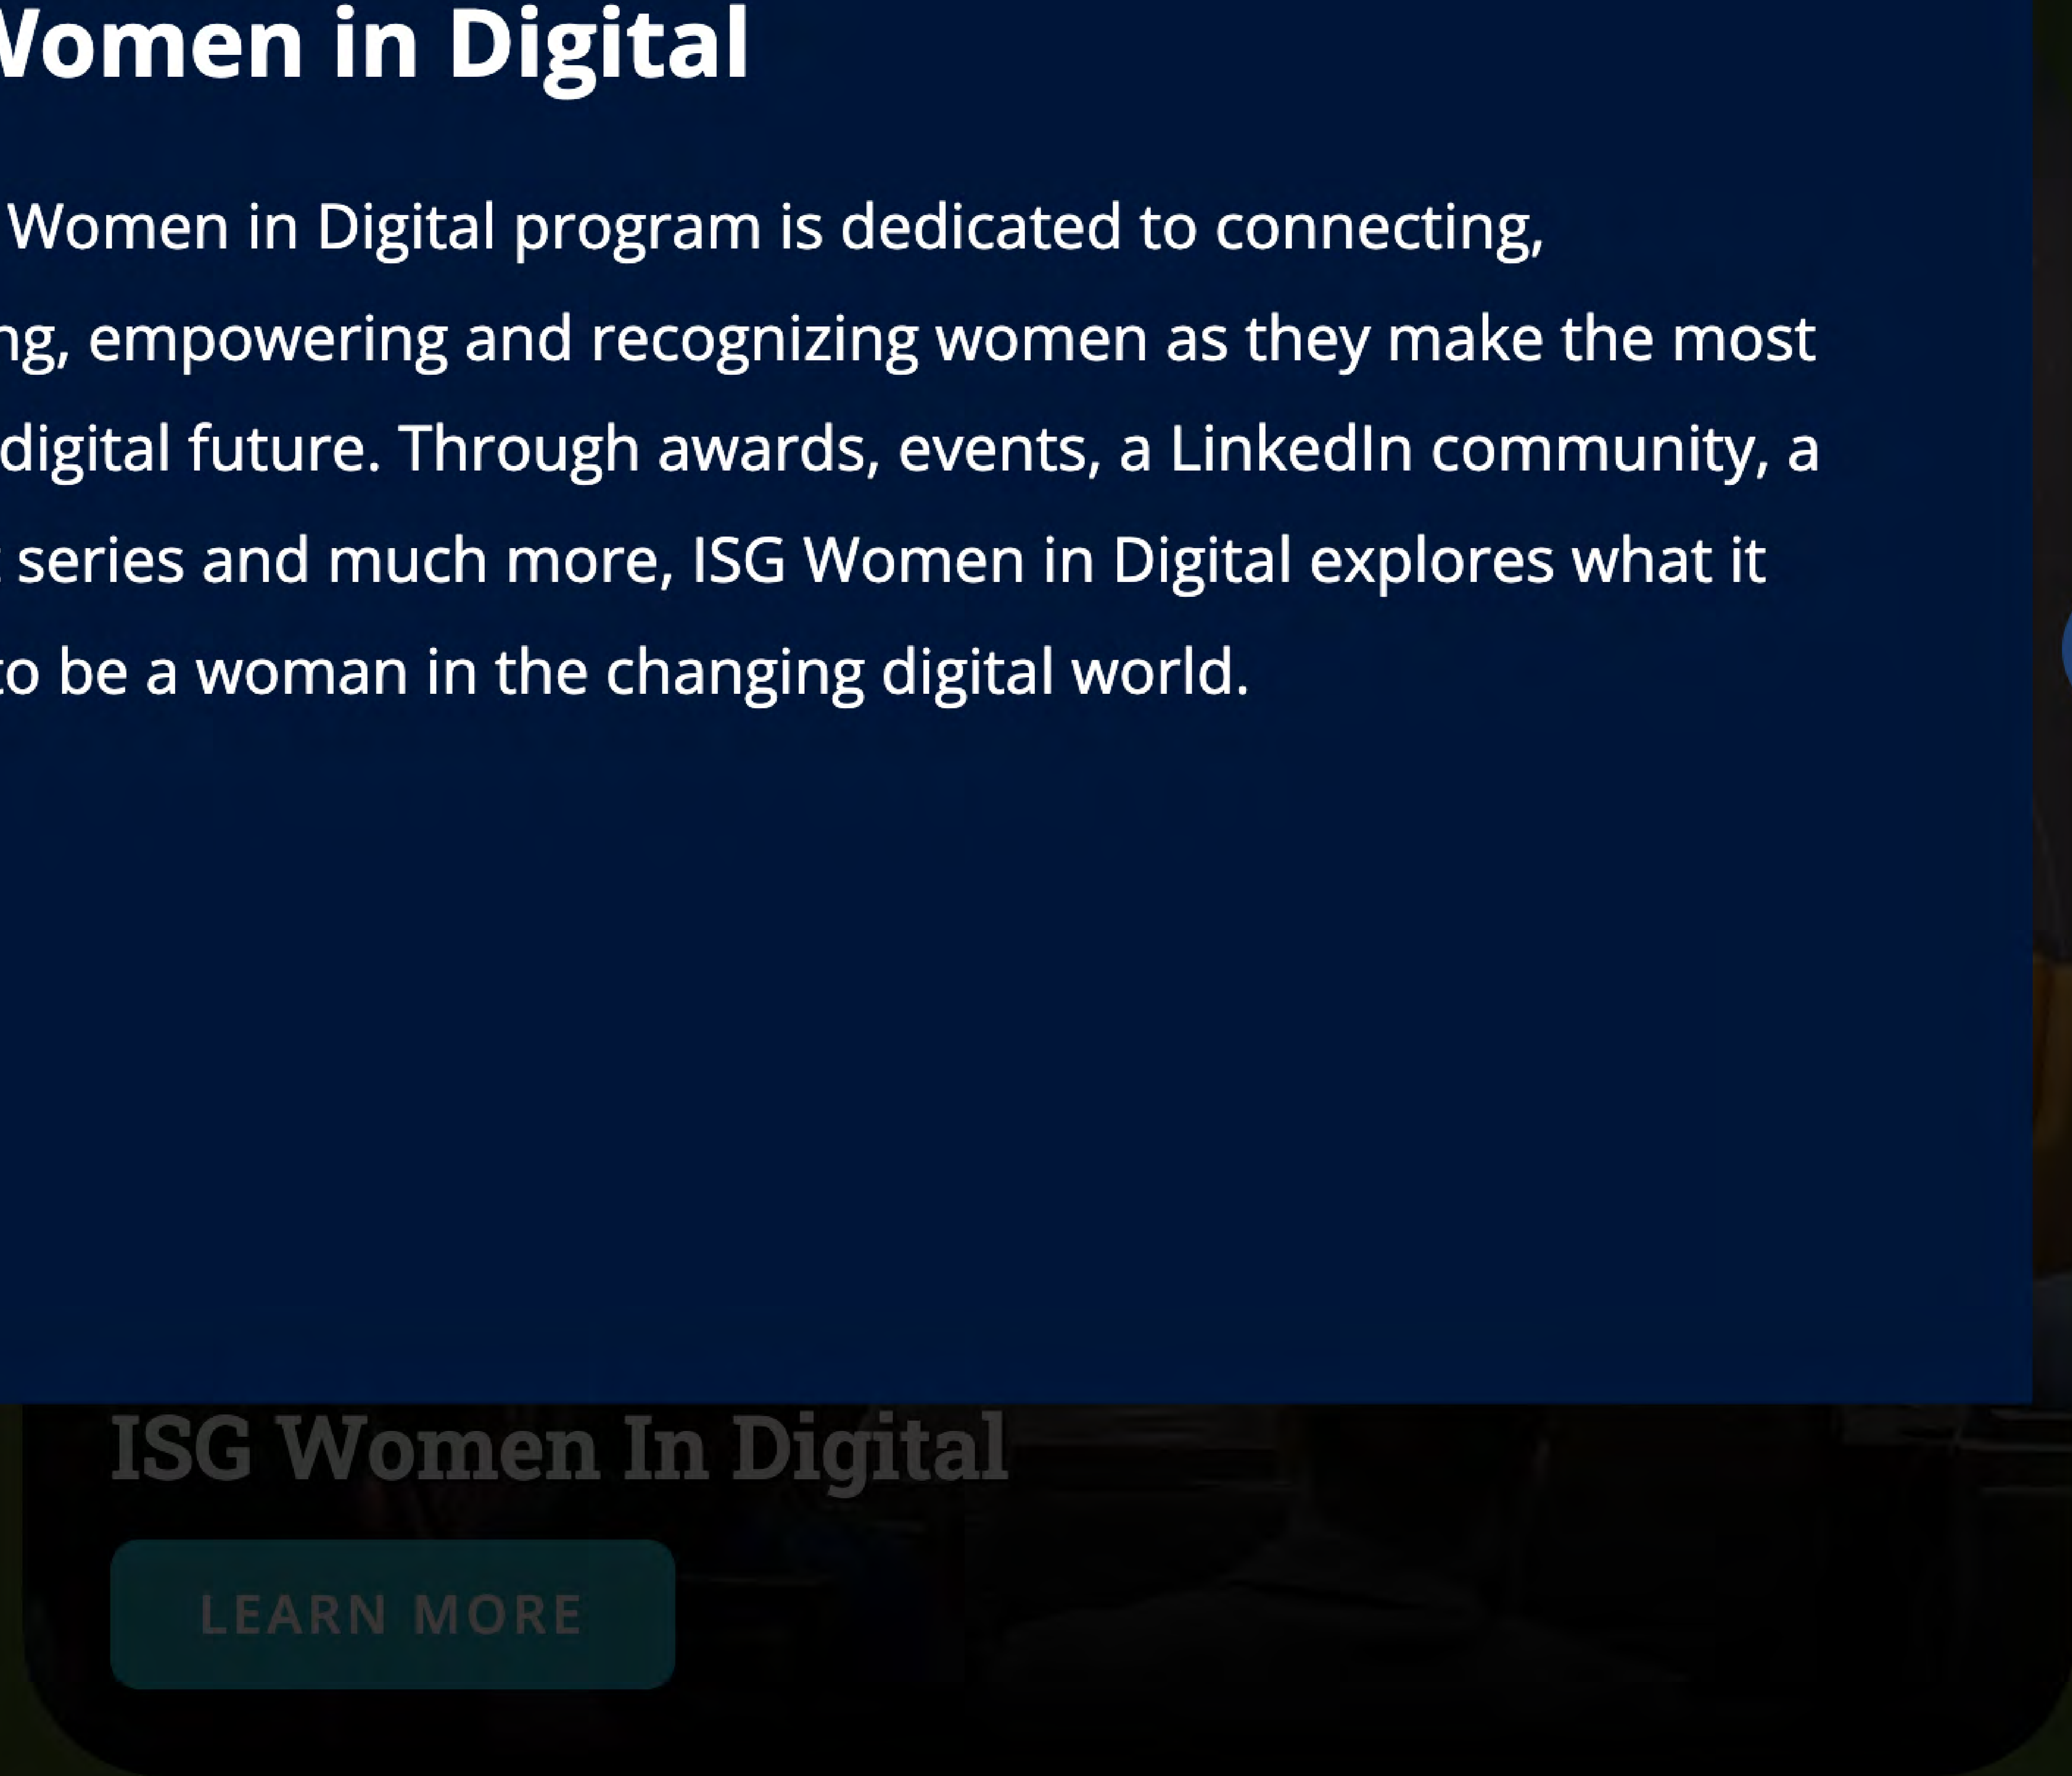 Women in Digital
Women in Digital program is dedicated to connecting,
ng, empowering and recognizing women as they make the most
digital future. Through awards, events, a LinkedIn community, a
series and much more, ISG Women in Digital explores what it
to be a woman in the changing digital world.
ISG Women In Digital
LEARN MORE